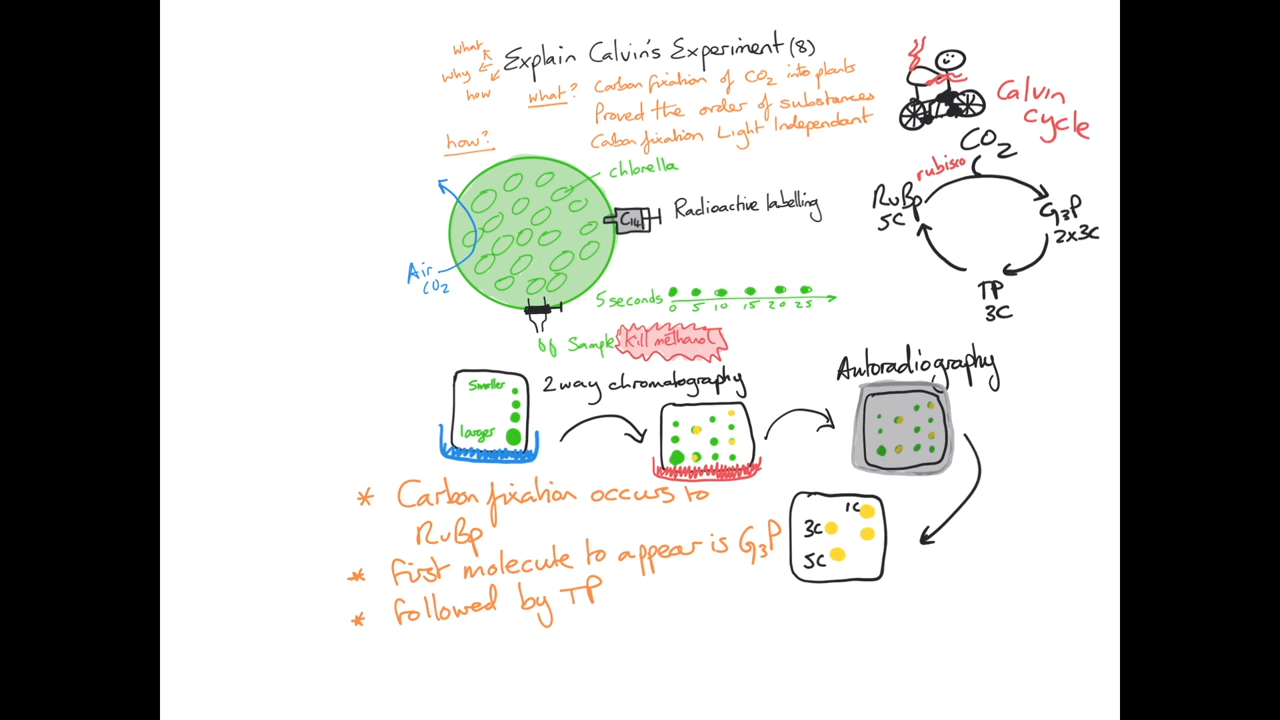 Explain Calvin's Experiment (8)
what
why
how
what? Carbon fixation of CO2 into plants
Proved the order of substances
Carbon fixation Light Independant
how?
chlorella
C14
Radioactive labelling
Air
CO2
5 seconds
0 5 10 15 20 25
Sample Kill methanol
Calvin
cycle
CO2
rubisco
RuBp
5C
G3P
2x3C
TP
3C
2 way chromatography
Smaller
larger
Autoradiography
* Carbon fixation occurs to
RuBp
* first molecule to appear is G3P
* followed by TP
1C
3C
5C